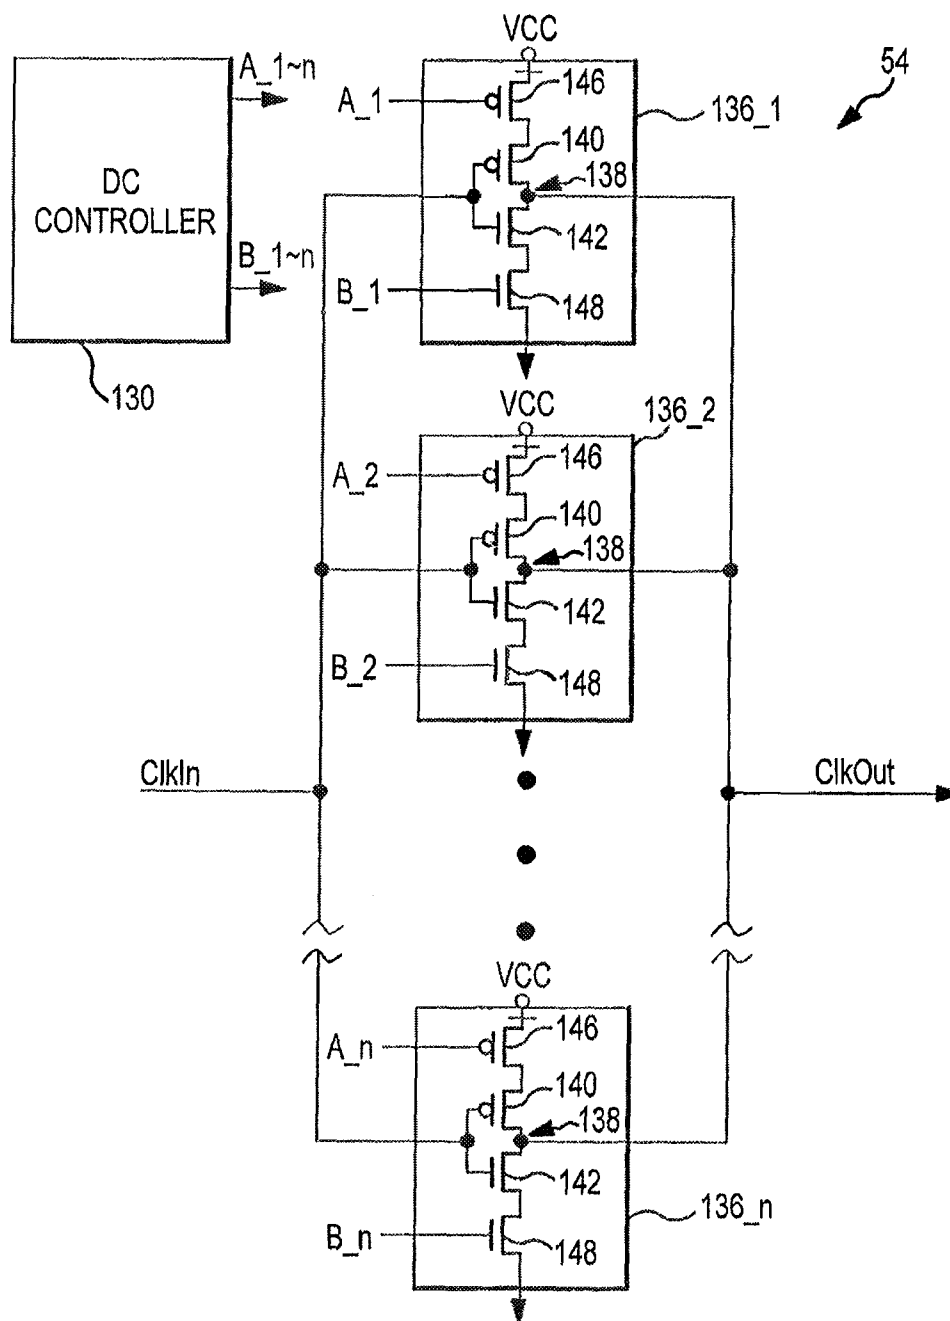 VCC
54
A_1~n
DC
CONTROLLER
B_1~n
130
A_1
146
136_1
140
138
142
B_1
148
VCC
136_2
A_2
146
140
138
142
B_2
148
ClkIn
ClkOut
VCC
A_n
146
140
138
142
136_n
B_n
148